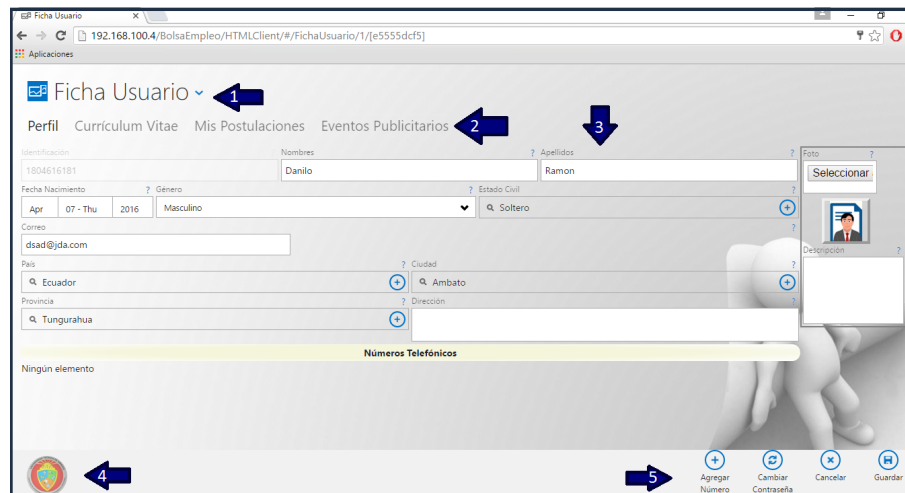 Ficha Usuario
192.168.100.4/BolsaEmpleo/HTMLClient/#/FichaUsuario/1/[e5555dcf5]
Aplicaciones
Ficha Usuario
1
Perfil Currículum Vitae Mis Postulaciones Eventos Publicitarios
2
3
Identificación Nombres ? Apellidos ? Foto ?
1804616181 Danilo Ramon Seleccionar
Fecha Nacimiento ? Género ? Estado Civil ?
Apr 07 - Thu 2016 Masculino Soltero
Correo ?
dsad@jda.com
País ? Ciudad ? Descripción ?
Ecuador Ambato
Provincia ? Dirección ?
Tungurahua
Números Telefónicos
Ningún elemento
4
5
Agregar Número
Cambiar Contraseña
Cancelar
Guardar